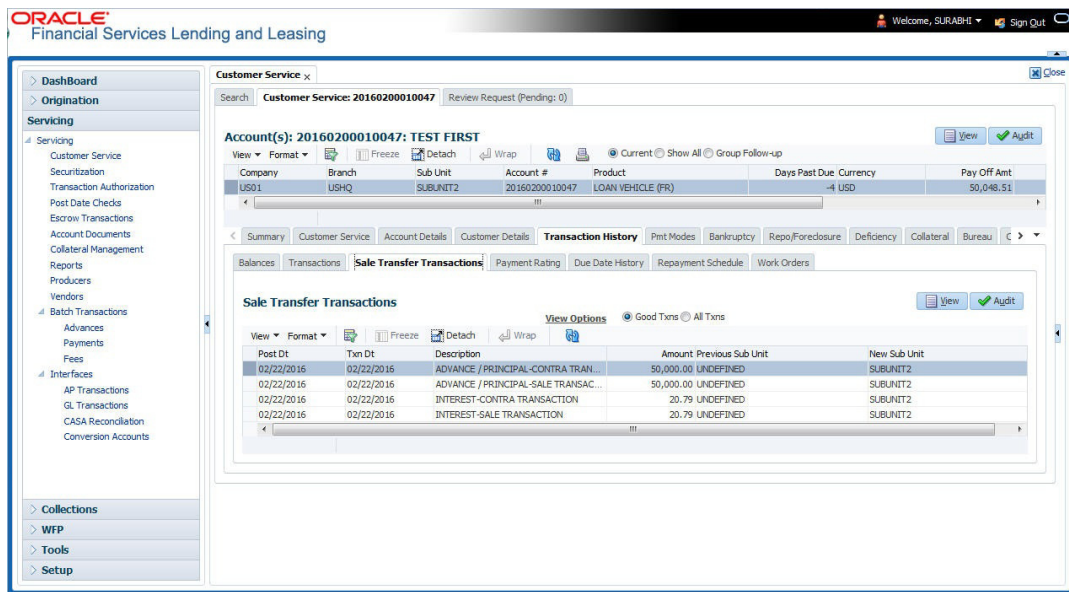 ORACLE®
Financial Services Lending and Leasing
Welcome, SURABHI
Sign Out
DashBoard
Origination
Servicing
Servicing
Customer Service
Securitization
Transaction Authorization
Post Date Checks
Escrow Transactions
Account Documents
Collateral Management
Reports
Producers
Vendors
Batch Transactions
Advances
Payments
Fees
Interfaces
AP Transactions
GL Transactions
CASA Reconciliation
Conversion Accounts
Collections
WFP
Tools
Setup
Customer Service x
Close
Search Customer Service: 20160200010047 Review Request (Pending: 0)
Account(s): 20160200010047: TEST FIRST
View Audit
View Format Freeze Detach Wrap Current Show All Group Follow-up
Company Branch Sub Unit Account # Product Days Past Due Currency Pay Off Amt
US01 USHQ SUBUNIT2 20160200010047 LOAN VEHICLE (FR) -4 USD 50,048.51
Summary Customer Service Account Details Customer Details Transaction History Pmt Modes Bankruptcy Repo/Foreclosure Deficiency Collateral Bureau C
Balances Transactions Sale Transfer Transactions Payment Rating Due Date History Repayment Schedule Work Orders
Sale Transfer Transactions
View Audit
View Options Good Txns All Txns
View Format Freeze Detach Wrap
Post Dt Txn Dt Description Amount Previous Sub Unit New Sub Unit
02/22/2016 02/22/2016 ADVANCE / PRINCIPAL-CONTRA TRAN... 50,000.00 UNDEFINED SUBUNIT2
02/22/2016 02/22/2016 ADVANCE / PRINCIPAL-SALE TRANSAC... 50,000.00 UNDEFINED SUBUNIT2
02/22/2016 02/22/2016 INTEREST-CONTRA TRANSACTION 20.79 UNDEFINED SUBUNIT2
02/22/2016 02/22/2016 INTEREST-SALE TRANSACTION 20.79 UNDEFINED SUBUNIT2